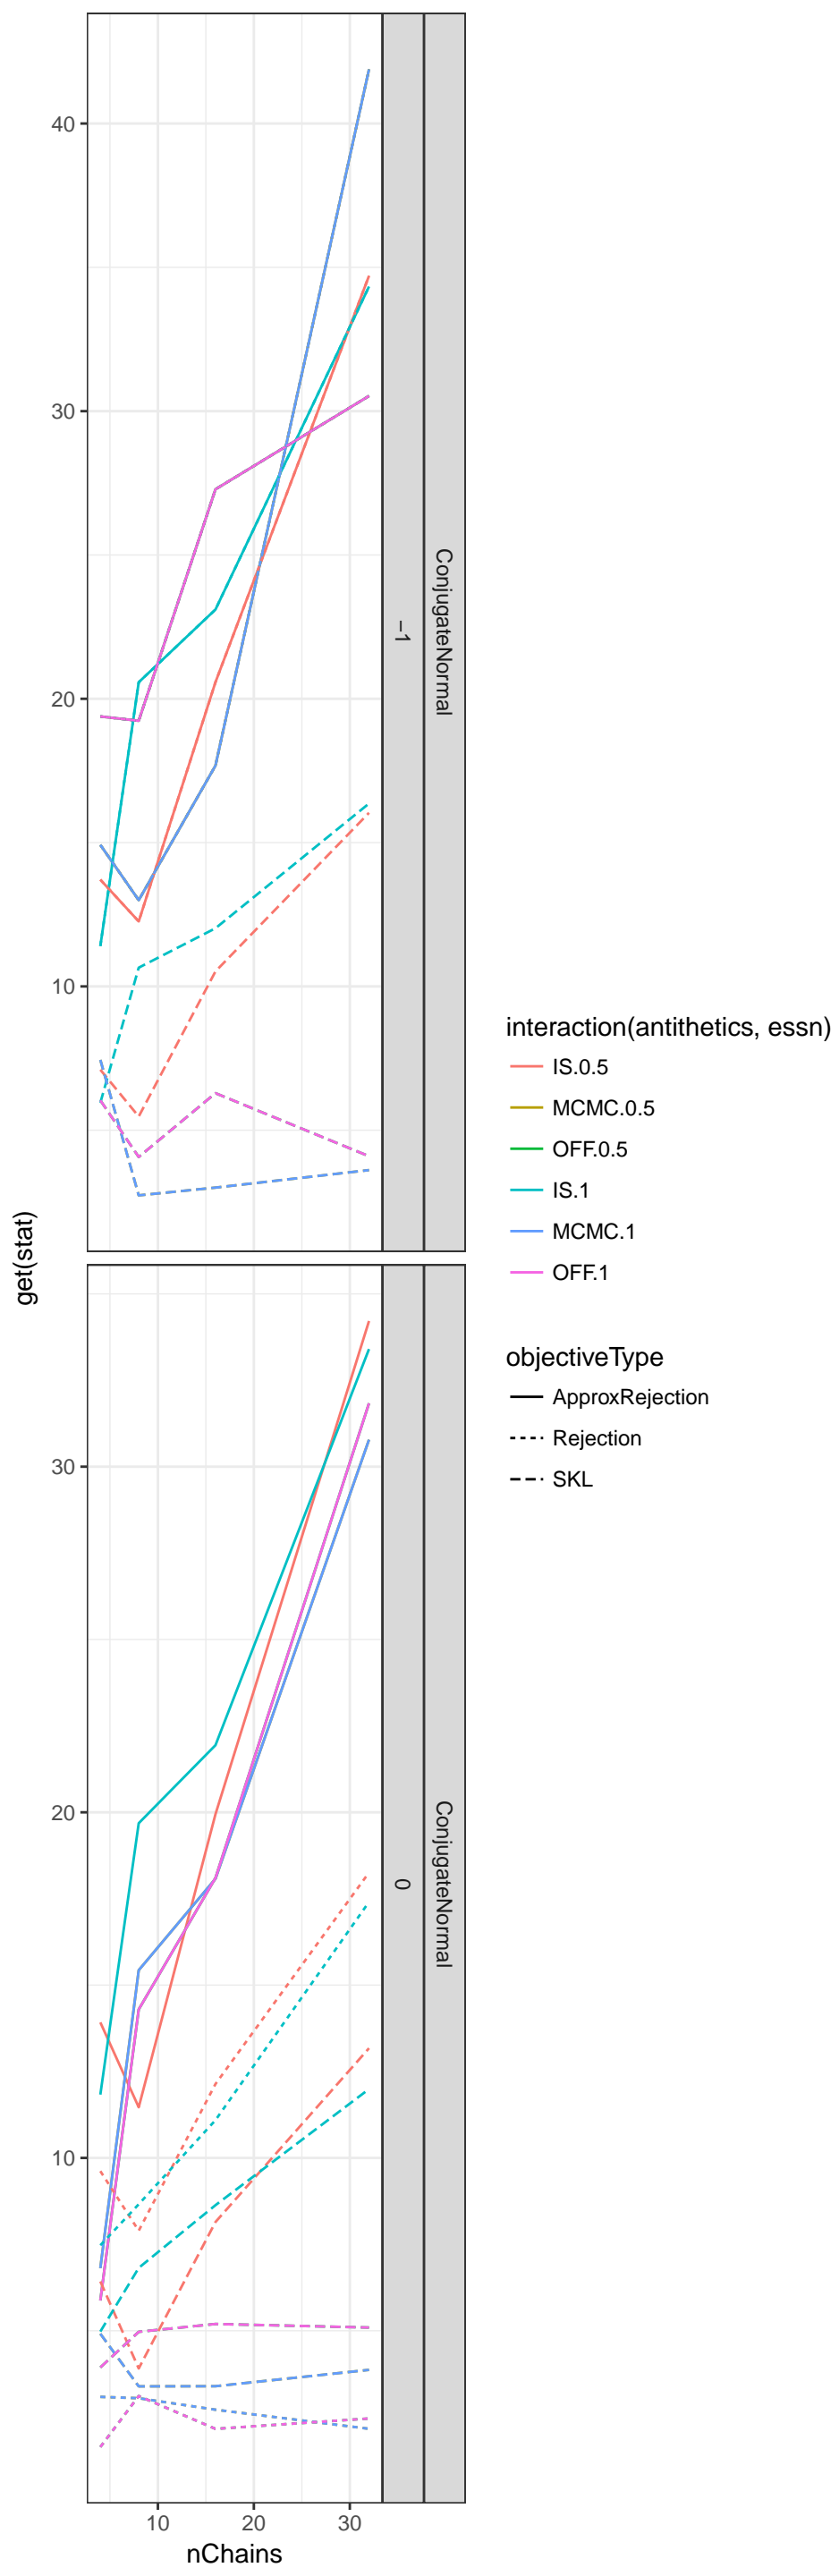 40
30
20
10
−1
ConjugateNormal
30
20
10
0
ConjugateNormal
10 20 30
nChains
get(stat)
interaction(antithetics, essn)
IS.0.5
MCMC.0.5
OFF.0.5
IS.1
MCMC.1
OFF.1
objectiveType
ApproxRejection
Rejection
SKL